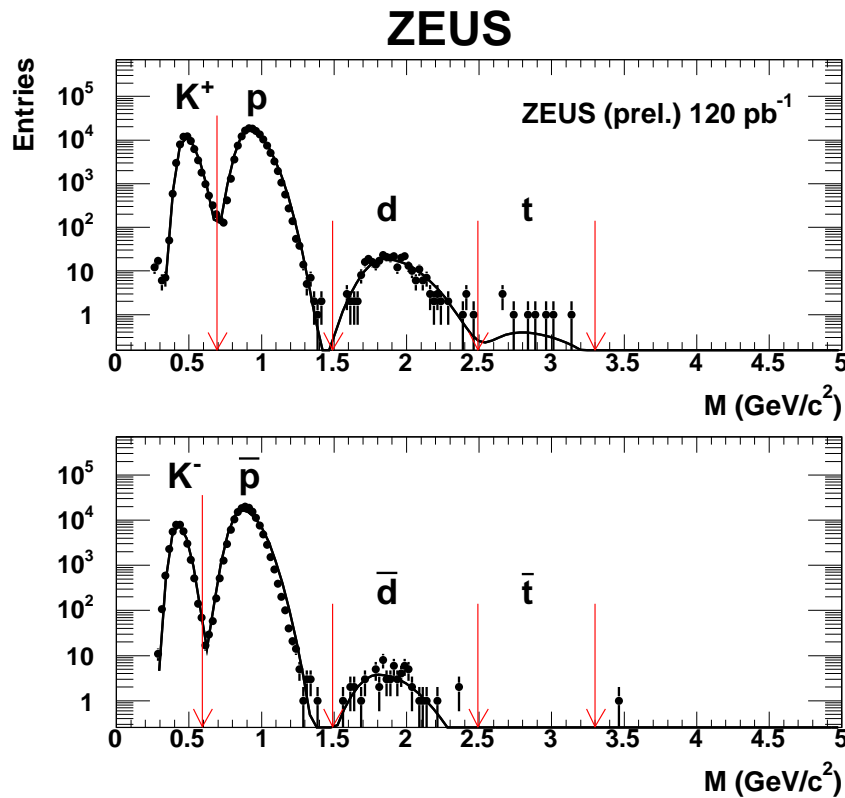 ZEUS
Entries
K⁺ p
ZEUS (prel.) 120 pb⁻¹
d t
10⁵
10⁴
10³
10²
10
1
0 0.5 1 1.5 2 2.5 3 3.5 4 4.5 5
M (GeV/c²)
K⁻ p̅
d̅ t̅
10⁵
10⁴
10³
10²
10
1
0 0.5 1 1.5 2 2.5 3 3.5 4 4.5 5
M (GeV/c²)